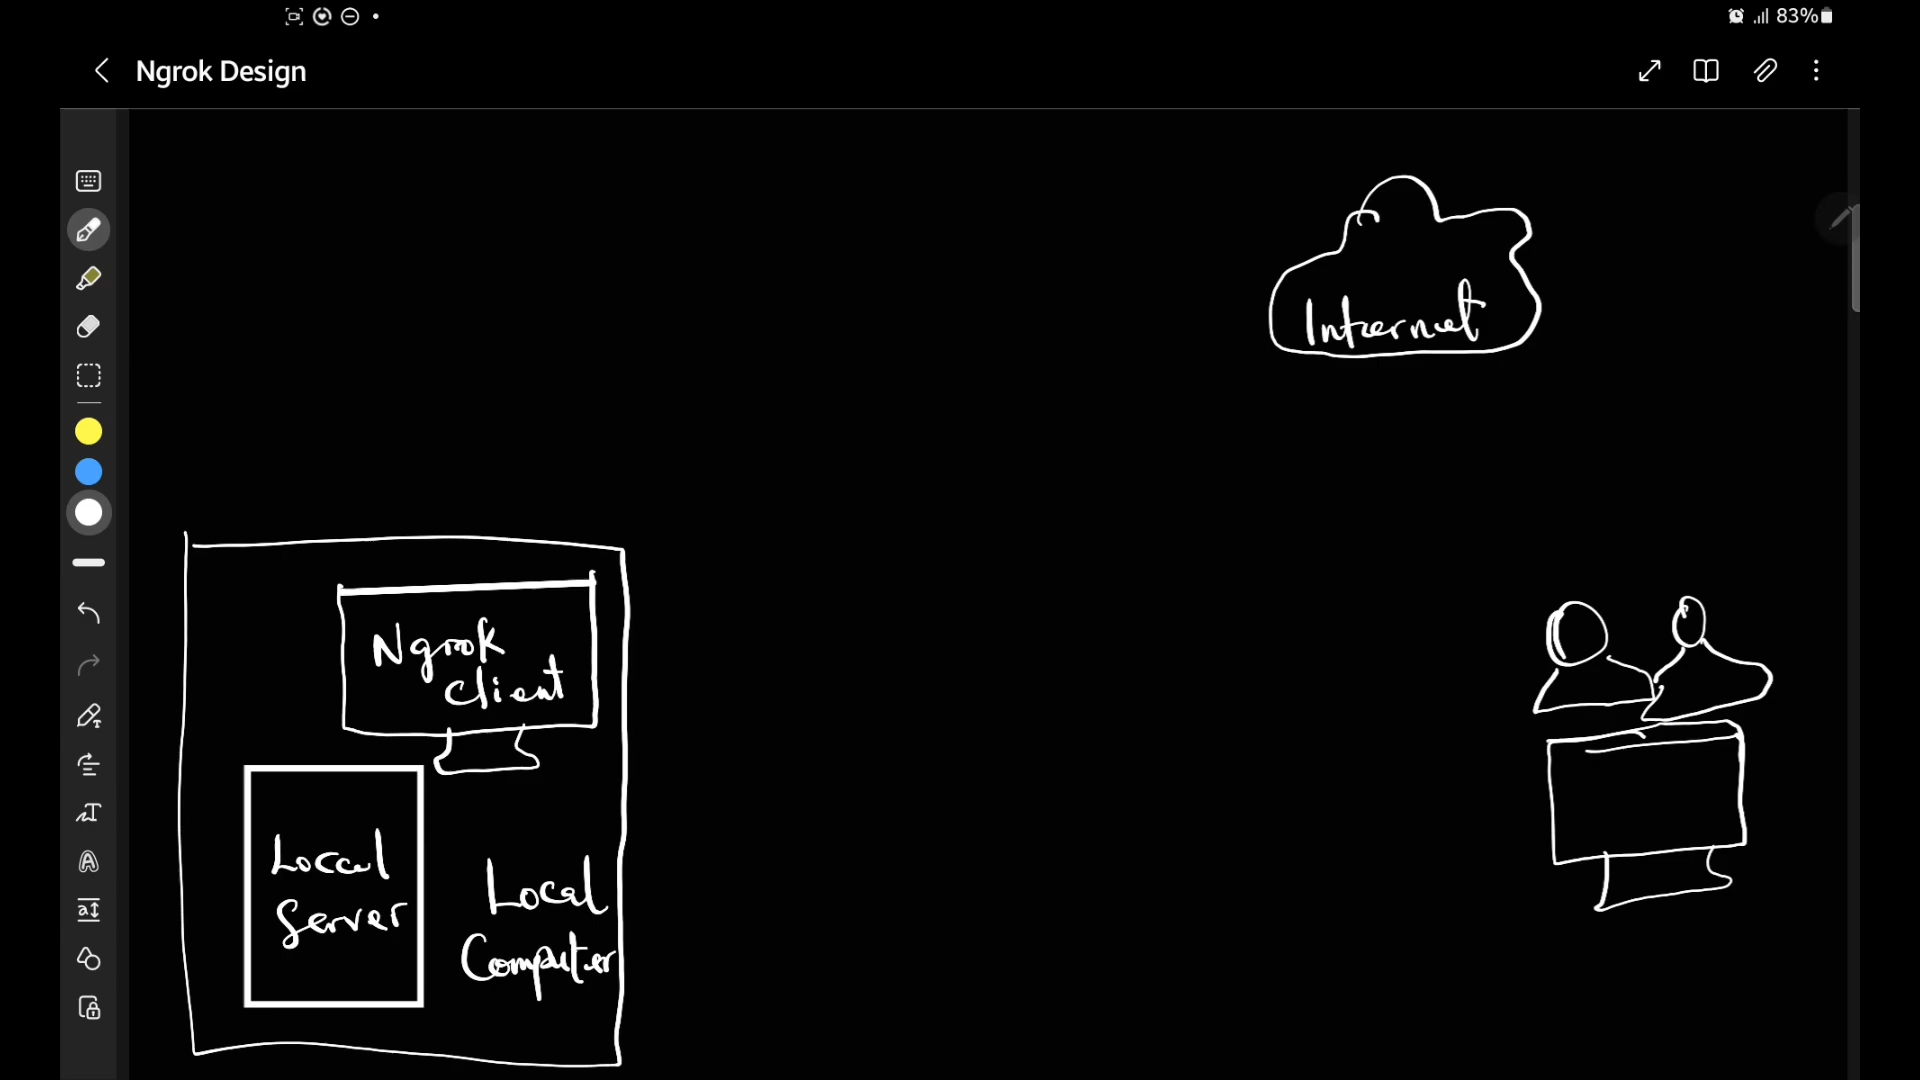 83%
Ngrok Design
Internet
Ngrok
Client
Local
Server
Local
Computer